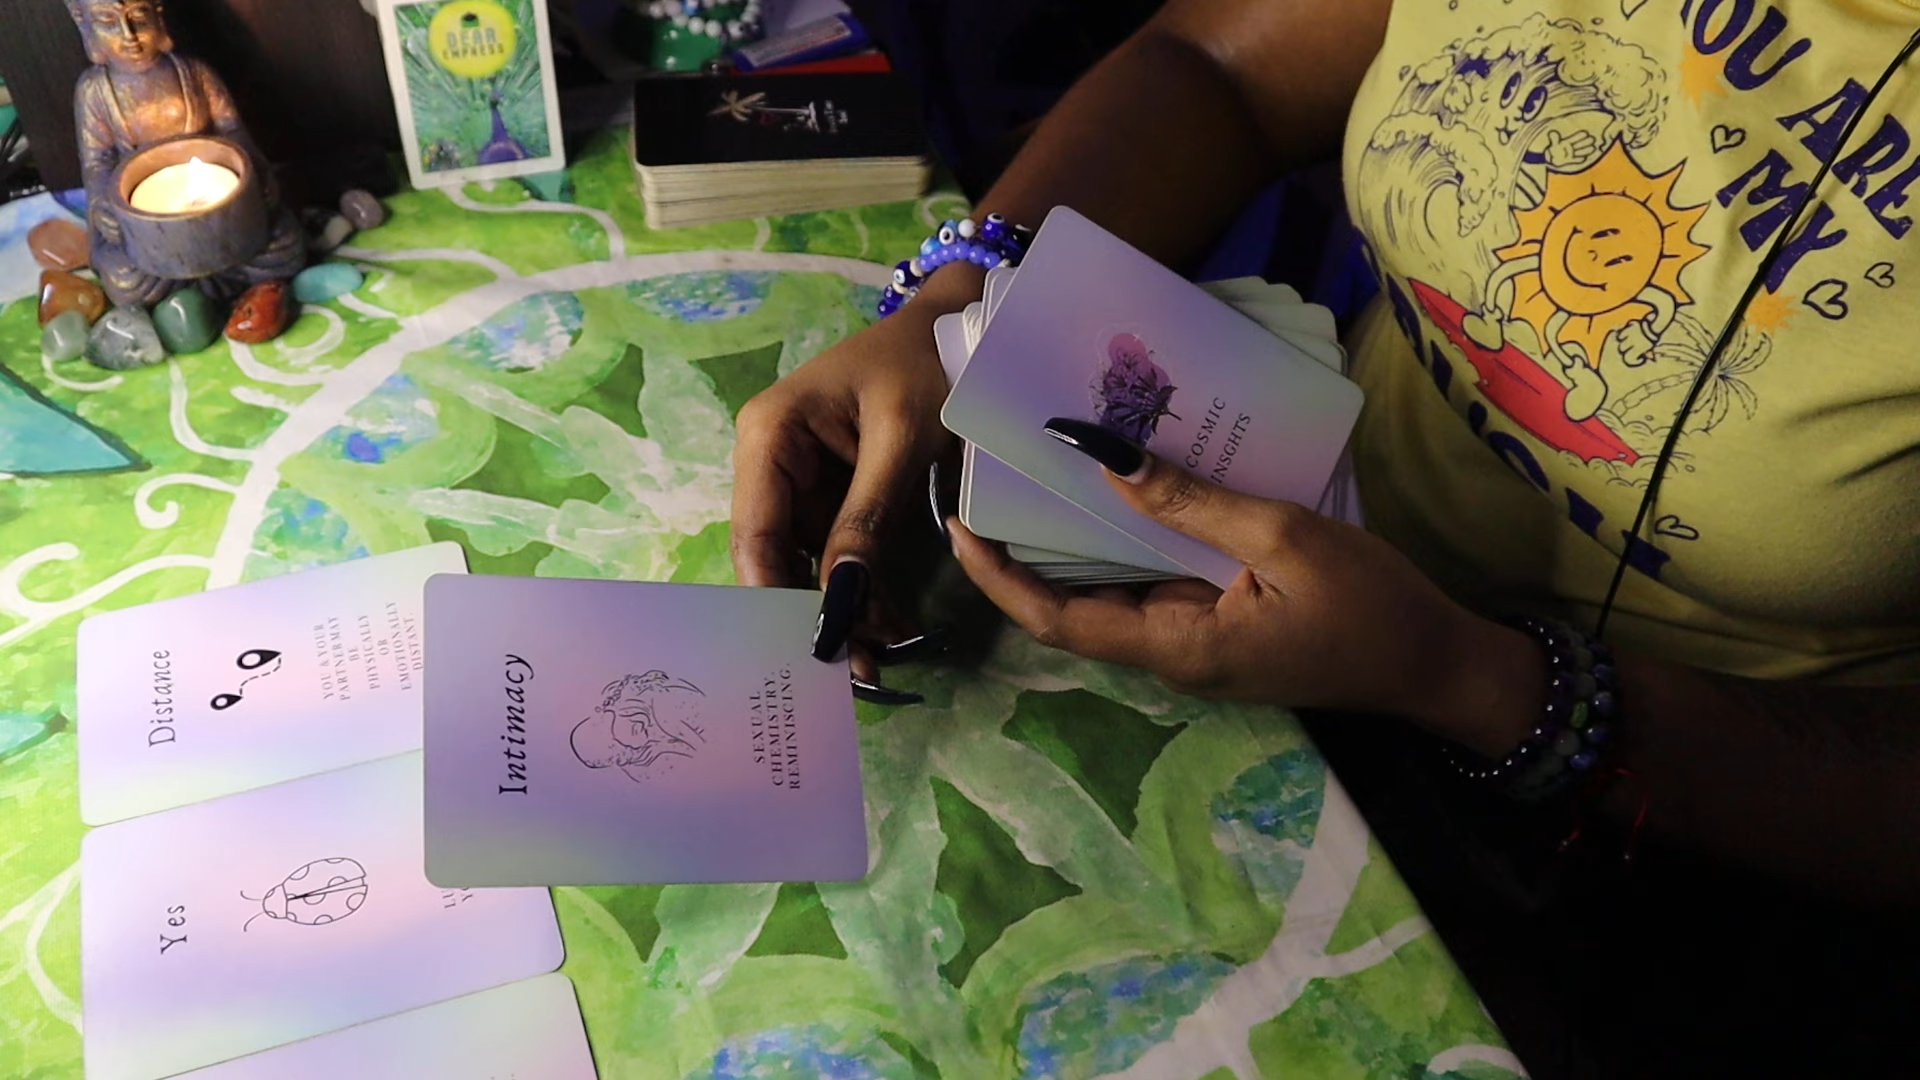 DEAR
EMPRESS
YOU ARE
MY
COSMIC
INSGHTS
Distance
YOU & YOUR
PARTNER MAY
BE
PHYSICALLY
OR
EMOTIONALLY
DISTANT.
Intimacy
SEXUAL
CHEMISTRY.
REMINISCING.
Yes